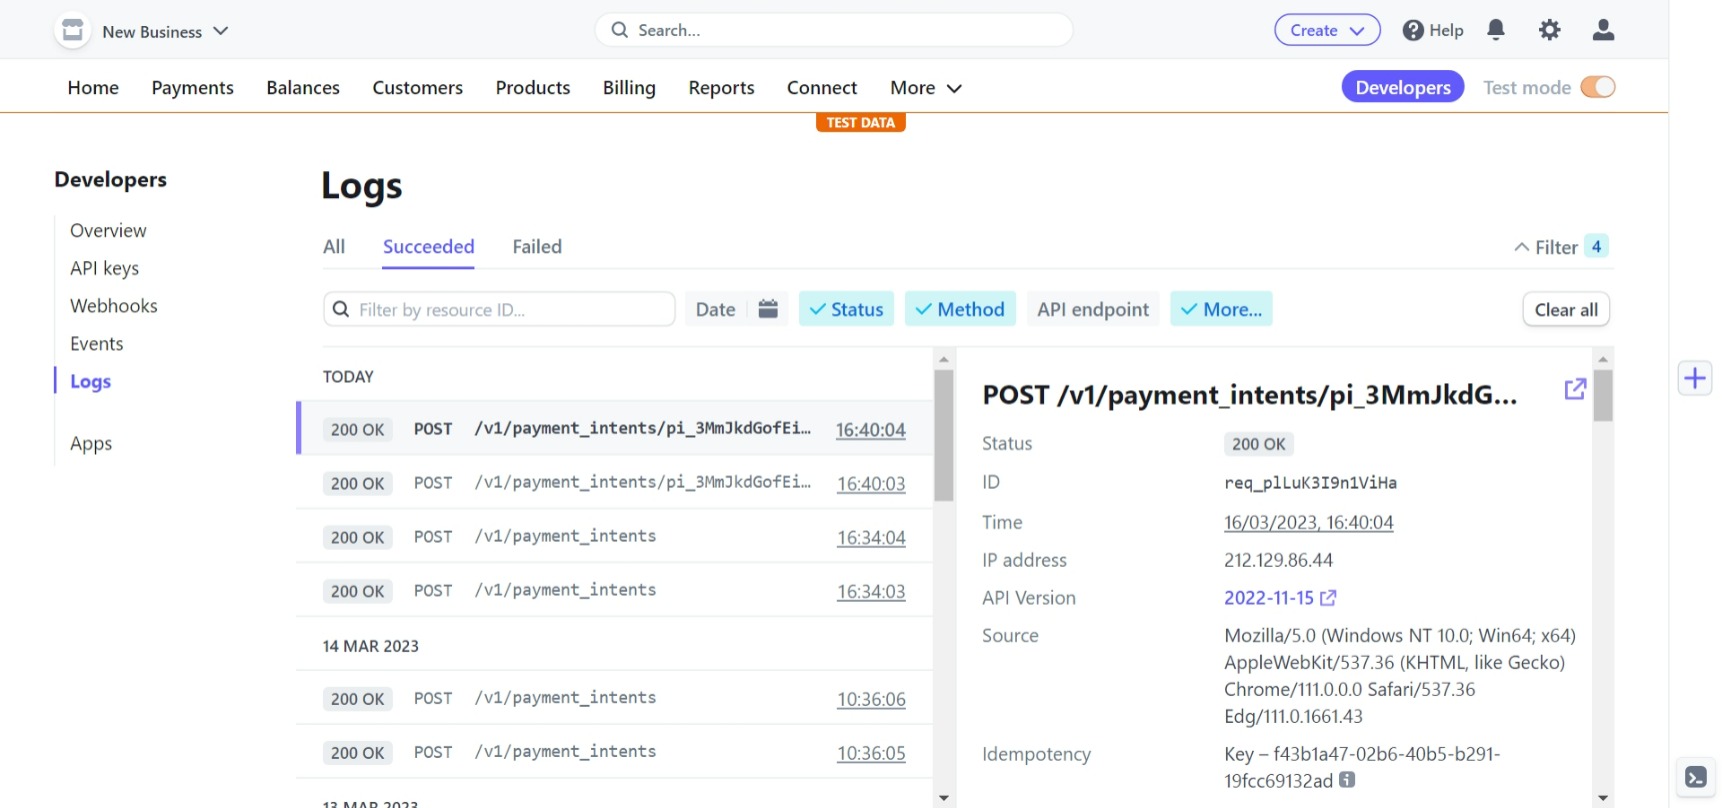 New Business
Search...
Create
Help
Home
Payments
Balances
Customers
Products
Billing
Reports
Connect
More
Developers
Test mode
TEST DATA
Developers
Overview
API keys
Webhooks
Events
Logs
Apps
Logs
All
Succeeded
Failed
Filter 4
Filter by resource ID...
Date
Status
Method
API endpoint
More...
Clear all
TODAY
200 OK POST /v1/payment_intents/pi_3MmJkdGofEi… 16:40:04
200 OK POST /v1/payment_intents/pi_3MmJkdGofEi… 16:40:03
200 OK POST /v1/payment_intents 16:34:04
200 OK POST /v1/payment_intents 16:34:03
14 MAR 2023
200 OK POST /v1/payment_intents 10:36:06
200 OK POST /v1/payment_intents 10:36:05
13 MAR 2023
POST /v1/payment_intents/pi_3MmJkdG...
Status 200 OK
ID req_plLuK3I9n1ViHa
Time 16/03/2023, 16:40:04
IP address 212.129.86.44
API Version 2022-11-15
Source Mozilla/5.0 (Windows NT 10.0; Win64; x64)
AppleWebKit/537.36 (KHTML, like Gecko)
Chrome/111.0.0.0 Safari/537.36
Edg/111.0.1661.43
Idempotency Key – f43b1a47-02b6-40b5-b291-
19fcc69132ad